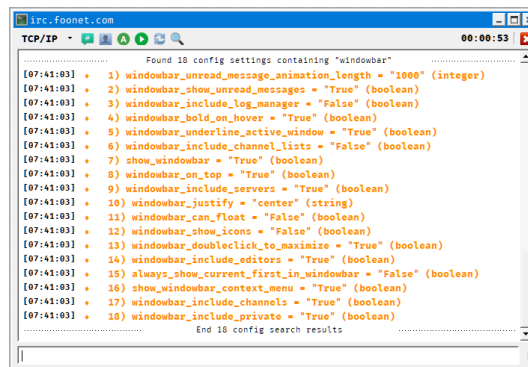 irc.foonet.com
TCP/IP 00:00:53
Found 18 config settings containing "windowbar"
[07:41:03] 1) windowbar_unread_message_animation_length = "1000" (integer)
[07:41:03] 2) windowbar_show_unread_messages = "True" (boolean)
[07:41:03] 3) windowbar_include_log_manager = "False" (boolean)
[07:41:03] 4) windowbar_bold_on_hover = "True" (boolean)
[07:41:03] 5) windowbar_underline_active_window = "True" (boolean)
[07:41:03] 6) windowbar_include_channel_lists = "False" (boolean)
[07:41:03] 7) show_windowbar = "True" (boolean)
[07:41:03] 8) windowbar_on_top = "True" (boolean)
[07:41:03] 9) windowbar_include_servers = "True" (boolean)
[07:41:03] 10) windowbar_justify = "center" (string)
[07:41:03] 11) windowbar_can_float = "False" (boolean)
[07:41:03] 12) windowbar_show_icons = "False" (boolean)
[07:41:03] 13) windowbar_doubleclick_to_maximize = "True" (boolean)
[07:41:03] 14) windowbar_include_editors = "True" (boolean)
[07:41:03] 15) always_show_current_first_in_windowbar = "False" (boolean)
[07:41:03] 16) show_windowbar_context_menu = "True" (boolean)
[07:41:03] 17) windowbar_include_channels = "True" (boolean)
[07:41:03] 18) windowbar_include_private = "True" (boolean)
End 18 config search results